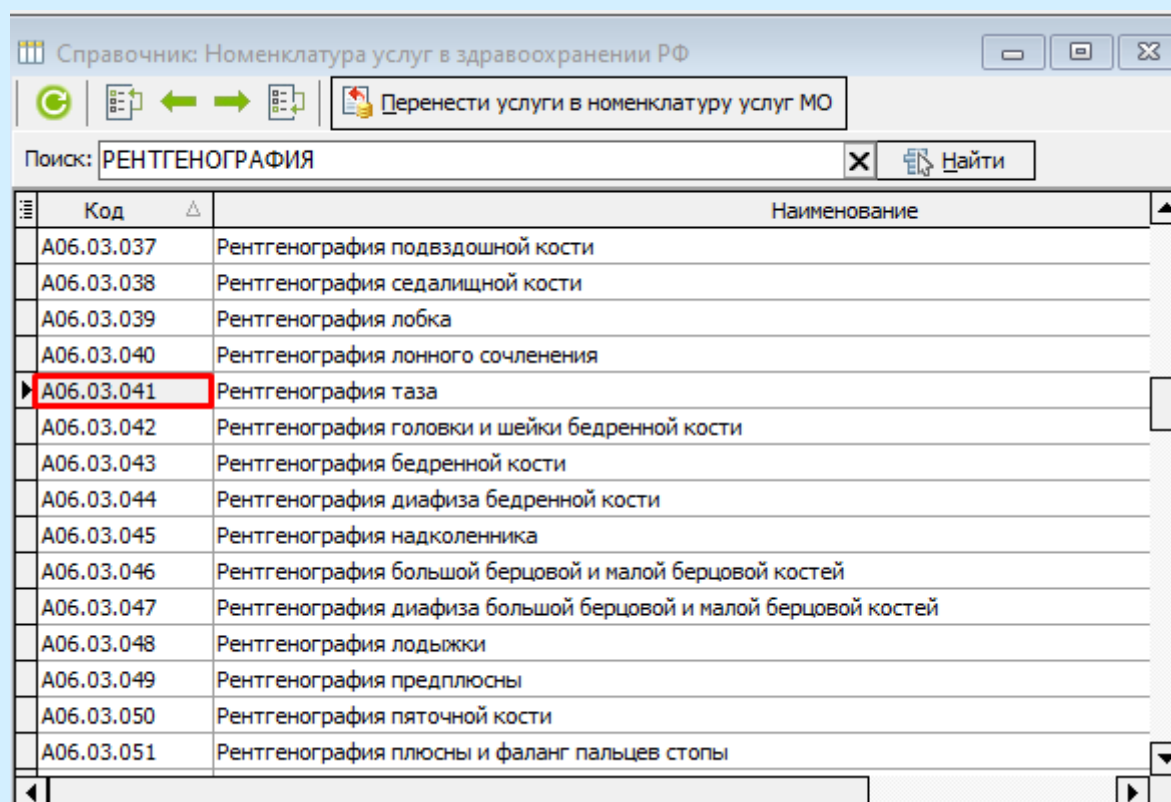 Справочник: Номенклатура услуг в здравоохранении РФ
Перенести услуги в номенклатуру услуг МО
Поиск: РЕНТГЕНОГРАФИЯ Найти
Код Наименование
A06.03.037 Рентгенография подвздошной кости
A06.03.038 Рентгенография седалищной кости
A06.03.039 Рентгенография лобка
A06.03.040 Рентгенография лонного сочленения
A06.03.041 Рентгенография таза
A06.03.042 Рентгенография головки и шейки бедренной кости
A06.03.043 Рентгенография бедренной кости
A06.03.044 Рентгенография диафиза бедренной кости
A06.03.045 Рентгенография надколенника
A06.03.046 Рентгенография большой берцовой и малой берцовой костей
A06.03.047 Рентгенография диафиза большой берцовой и малой берцовой костей
A06.03.048 Рентгенография лодыжки
A06.03.049 Рентгенография предплюсны
A06.03.050 Рентгенография пяточной кости
A06.03.051 Рентгенография плюсны и фаланг пальцев стопы